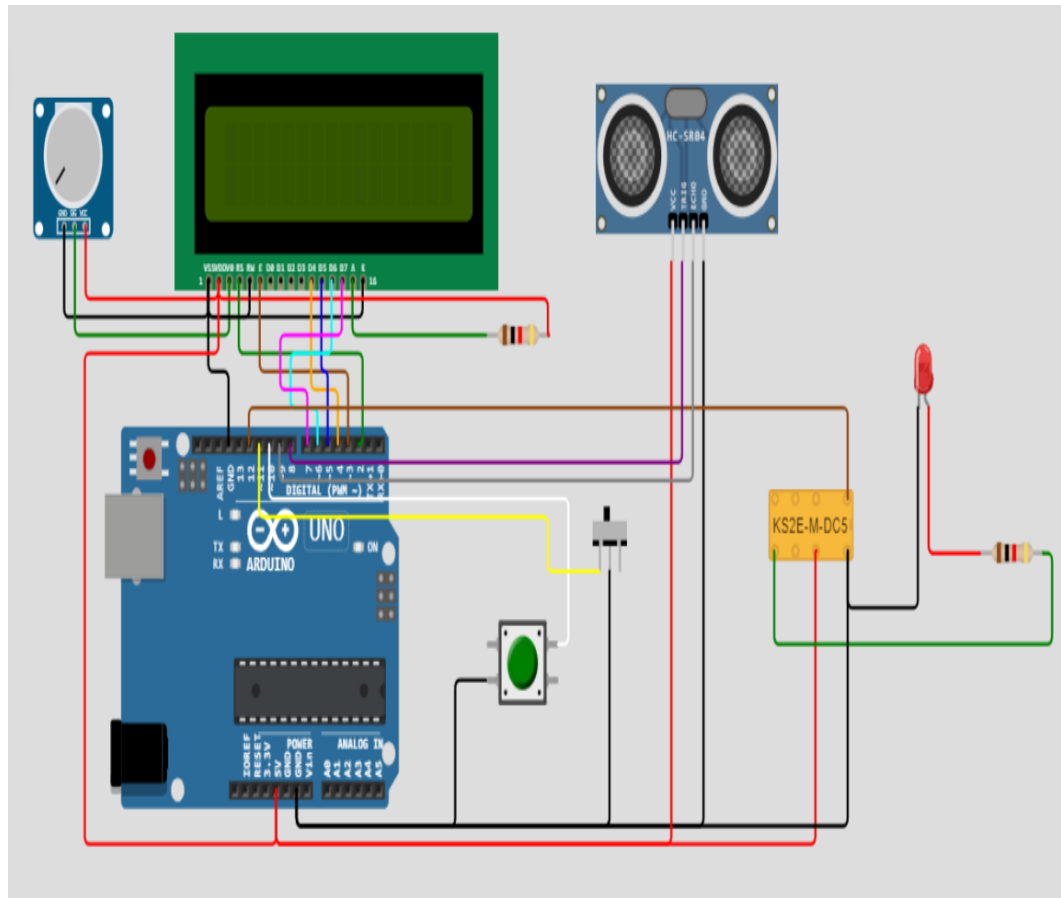 GND SIG VCC
VSS VDD V0 RS RW E D0 D1 D2 D3 D4 D5 D6 D7 A K
1 16
HC-SR04
VCC TRIG ECHO GND
AREF GND 13 12 ~11 ~10 ~9 8 7 ~6 ~5 4 ~3 2 TX→1 RX←0
DIGITAL (PWM ~)
L
UNO
TX
RX
ON
ARDUINO
KS2E-M-DC5
POWER ANALOG IN
IOREF RESET 3.3V 5V GND GND Vin A0 A1 A2 A3 A4 A5